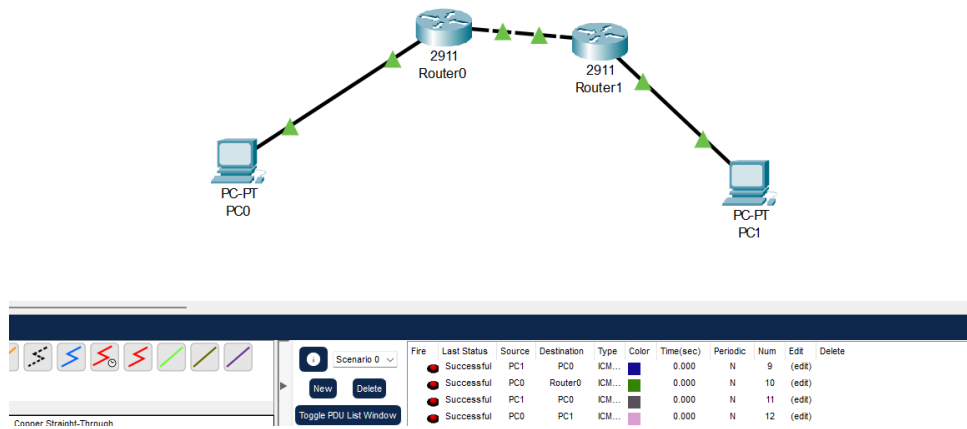 2911
Router0
2911
Router1
PC-PT
PC0
PC-PT
PC1
Scenario 0
New Delete
Toggle PDU List Window
Fire Last Status Source Destination Type Color Time(sec) Periodic Num Edit Delete
Successful PC1 PC0 ICM... 0.000 N 9 (edit)
Successful PC0 Router0 ICM... 0.000 N 10 (edit)
Successful PC1 PC0 ICM... 0.000 N 11 (edit)
Successful PC0 PC1 ICM... 0.000 N 12 (edit)
Copper Straight-Through